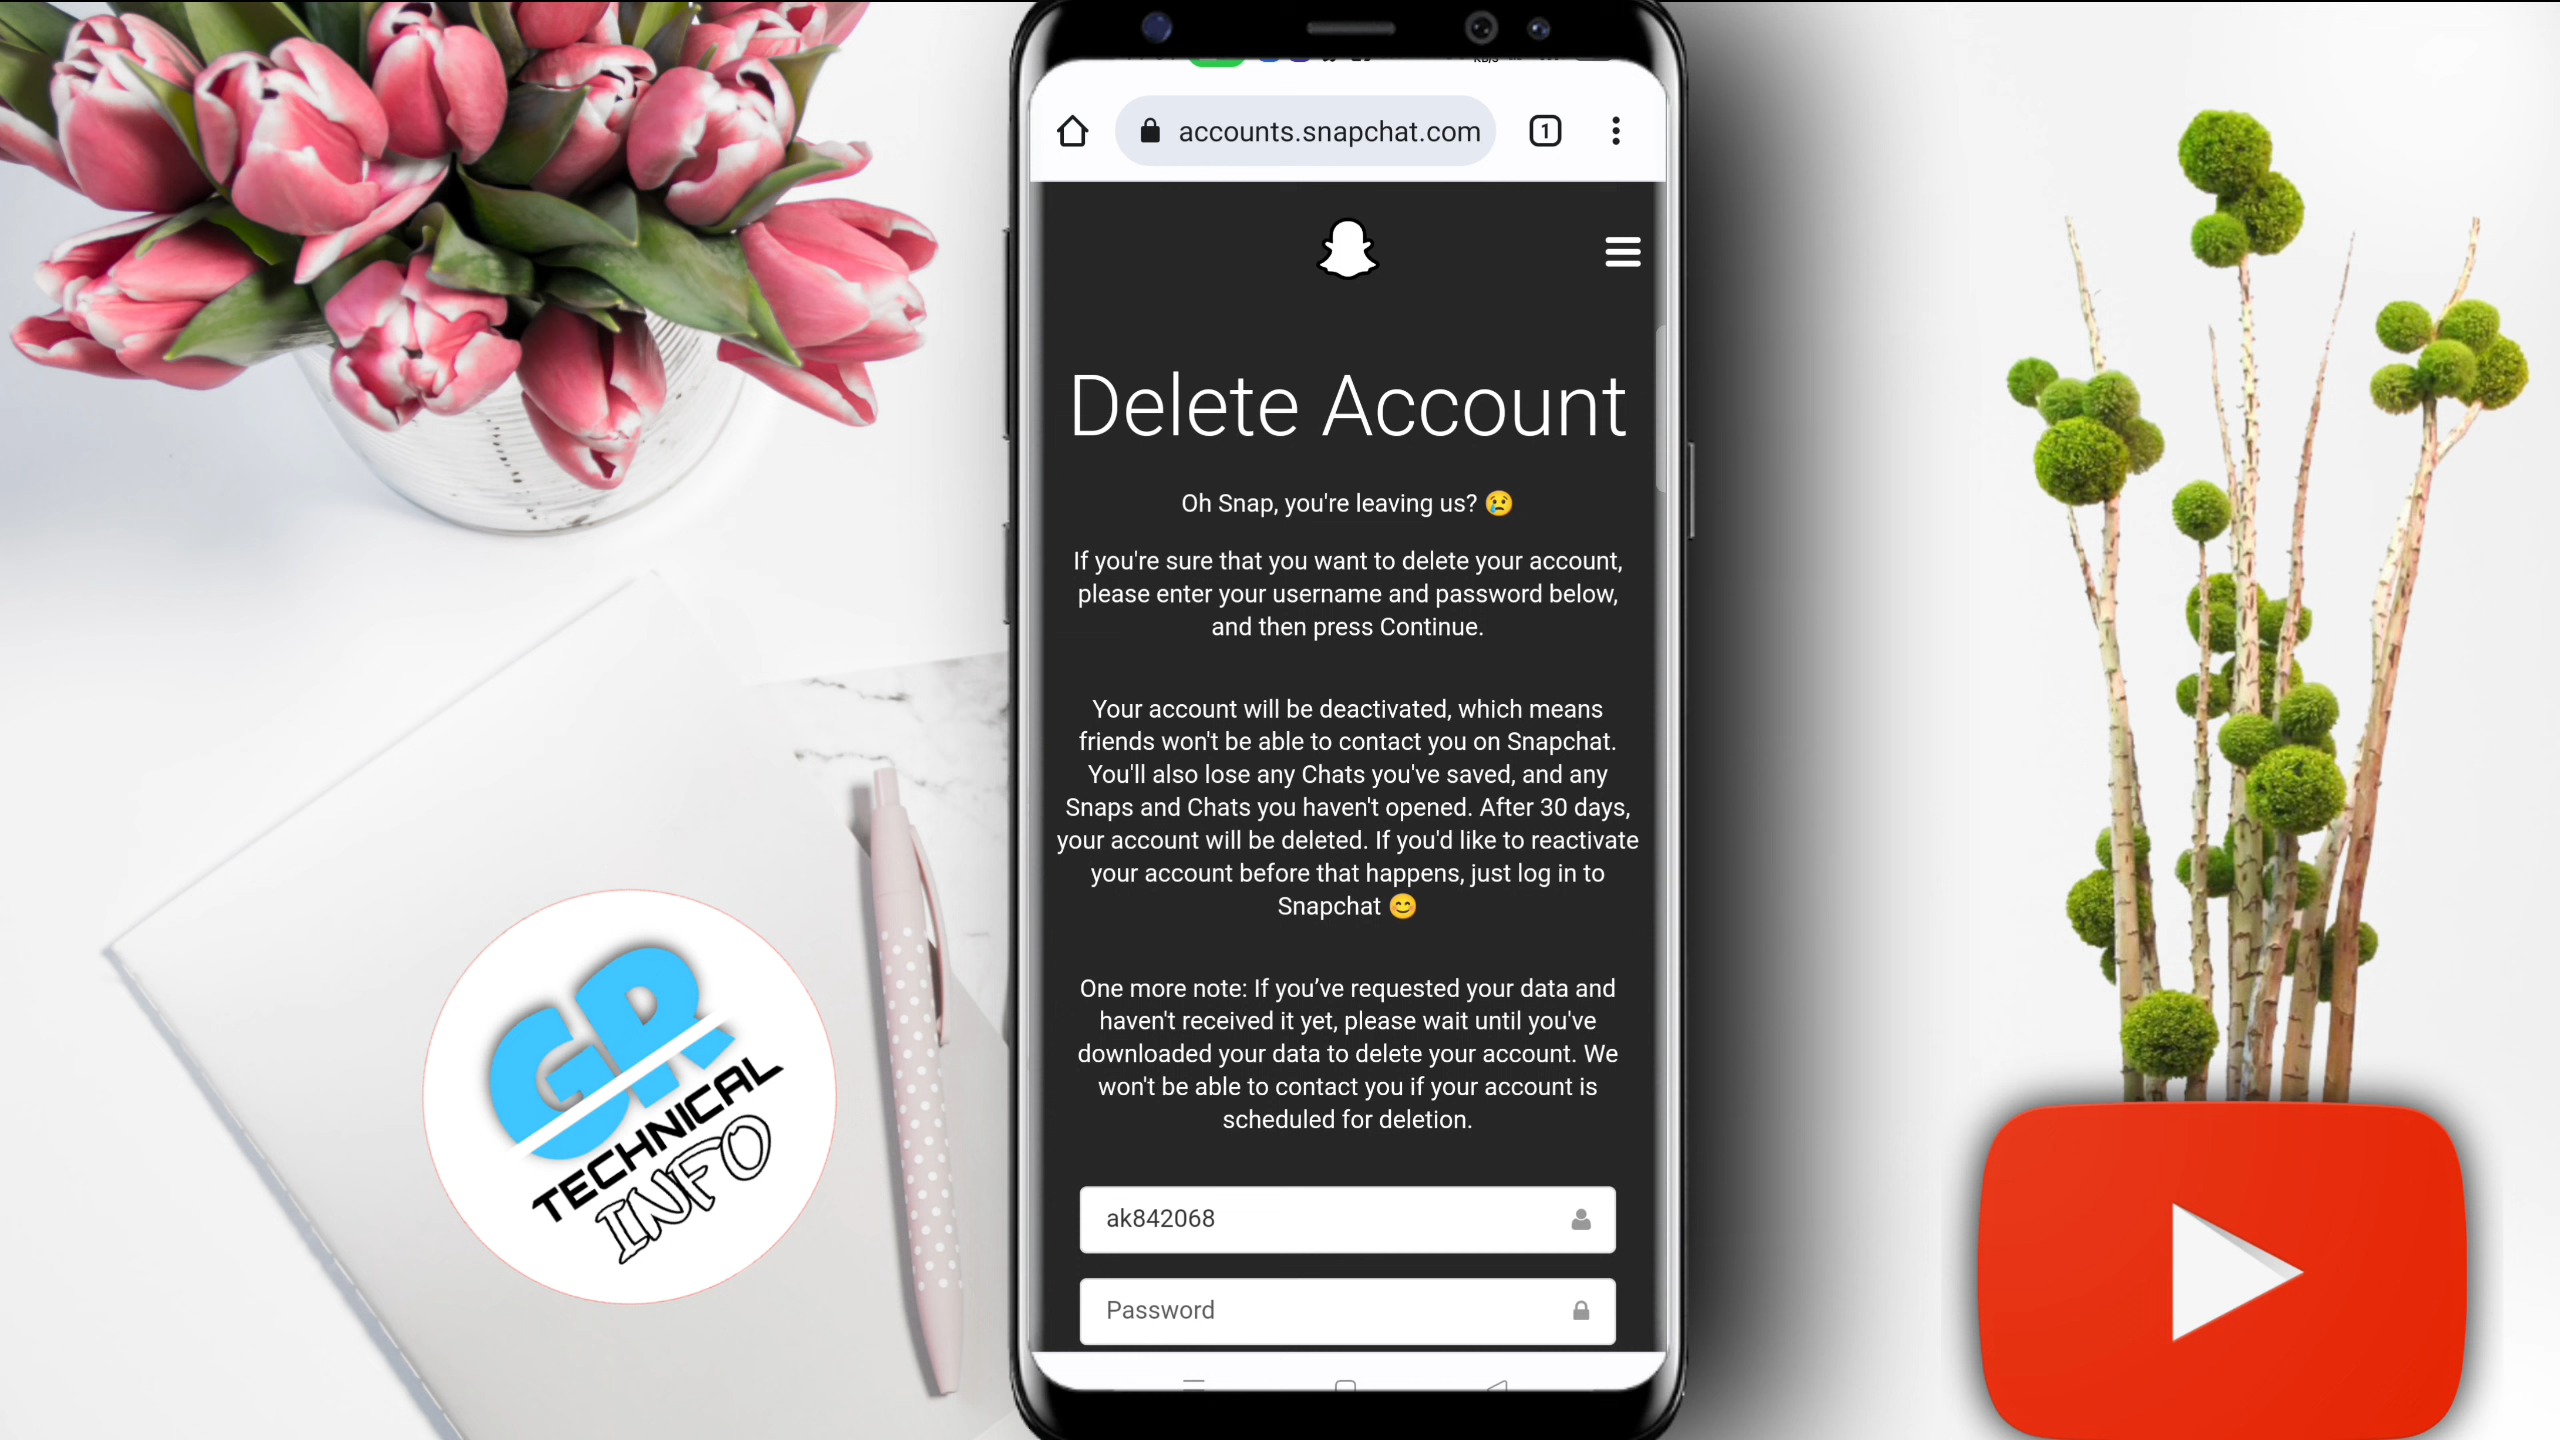 accounts.snapchat.com
1
Delete Account
Oh Snap, you're leaving us? 😢
If you're sure that you want to delete your account,
please enter your username and password below,
and then press Continue.
Your account will be deactivated, which means
friends won't be able to contact you on Snapchat.
You'll also lose any Chats you've saved, and any
Snaps and Chats you haven't opened. After 30 days,
your account will be deleted. If you'd like to reactivate
your account before that happens, just log in to
Snapchat 😊
One more note: If you’ve requested your data and
haven't received it yet, please wait until you've
downloaded your data to delete your account. We
won't be able to contact you if your account is
scheduled for deletion.
ak842068
Password
GR
TECHNICAL
INFO